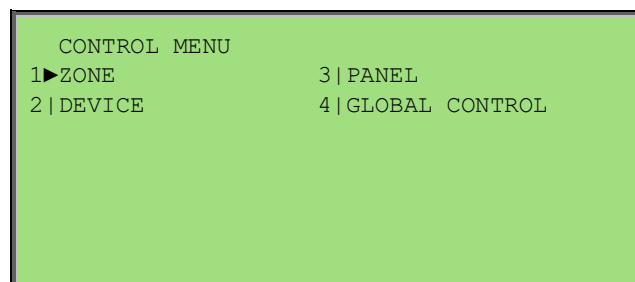 CONTROL MENU
1►ZONE 3|PANEL
2|DEVICE 4|GLOBAL CONTROL